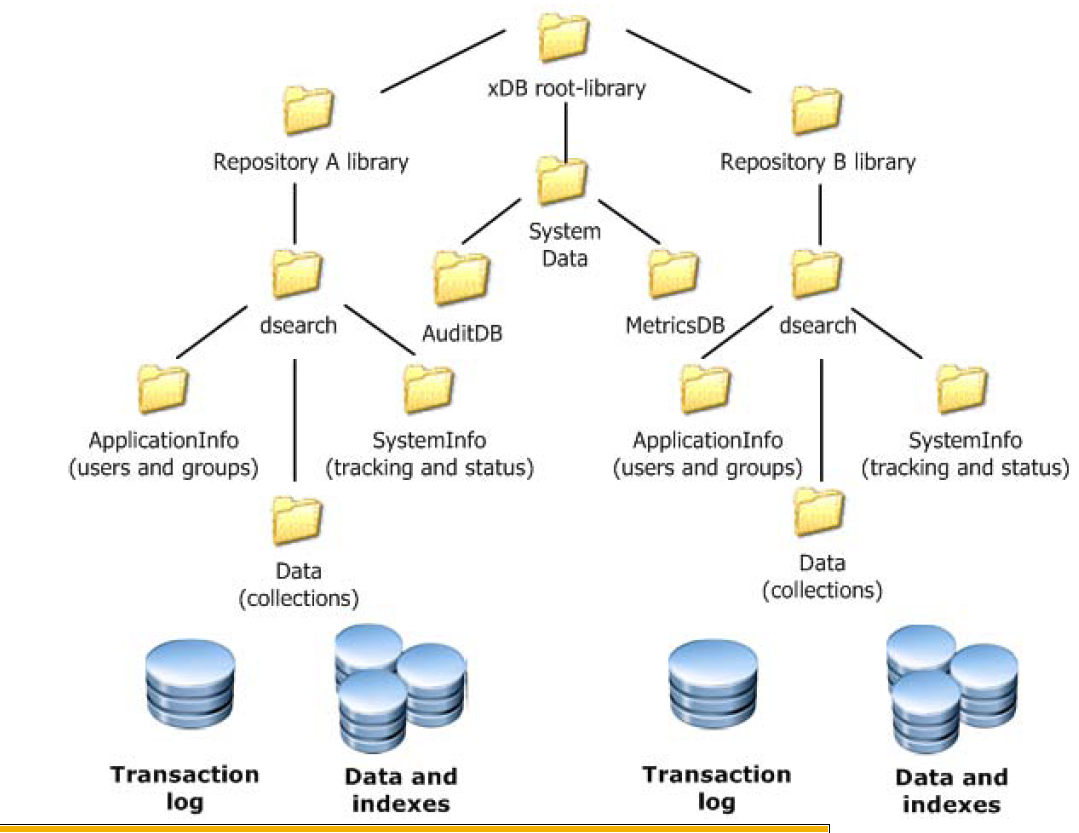 xDB root-library
Repository A library
Repository B library
System
Data
dsearch
AuditDB
MetricsDB
dsearch
ApplicationInfo
(users and groups)
SystemInfo
(tracking and status)
ApplicationInfo
(users and groups)
SystemInfo
(tracking and status)
Data
(collections)
Data
(collections)
Transaction
log
Data and
indexes
Transaction
log
Data and
indexes